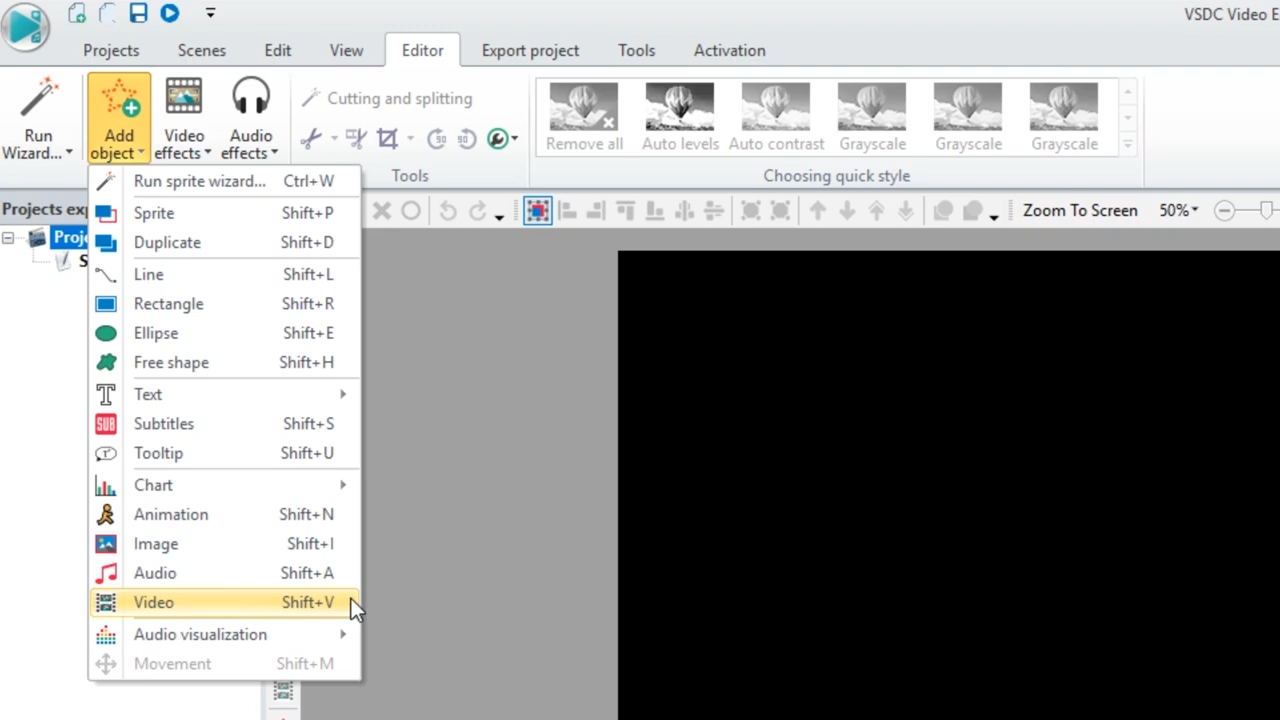 VSDC Video E
Projects Scenes Edit View Editor Export project Tools Activation
Run Wizard...
Add object
Video effects
Audio effects
Cutting and splitting
Tools
Remove all Auto levels Auto contrast Grayscale Grayscale Grayscale
Choosing quick style
Projects exp
Zoom To Screen 50%
Proje
S
Run sprite wizard... Ctrl+W
Sprite Shift+P
Duplicate Shift+D
Line Shift+L
Rectangle Shift+R
Ellipse Shift+E
Free shape Shift+H
Text
Subtitles Shift+S
Tooltip Shift+U
Chart
Animation Shift+N
Image Shift+I
Audio Shift+A
Video Shift+V
Audio visualization
Movement Shift+M